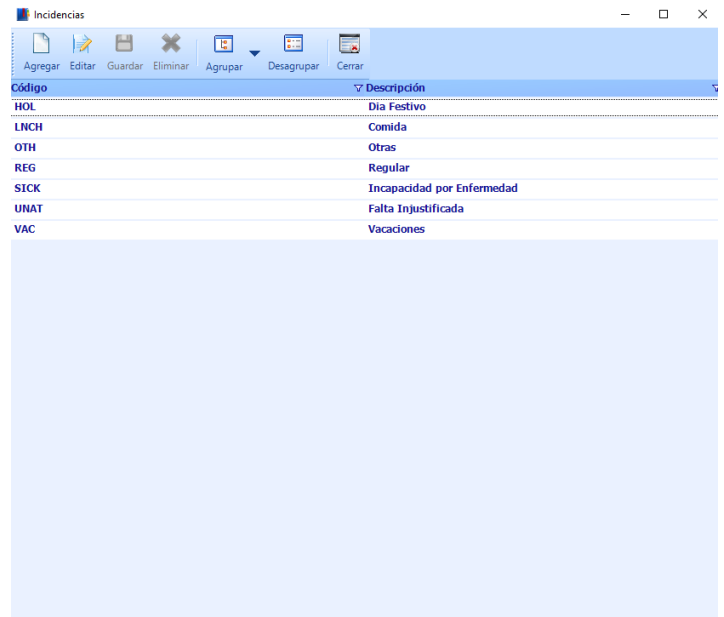 Incidencias
Agregar Editar Guardar Eliminar Agrupar Desagrupar Cerrar
Código Descripción
HOL Dia Festivo
LNCH Comida
OTH Otras
REG Regular
SICK Incapacidad por Enfermedad
UNAT Falta Injustificada
VAC Vacaciones